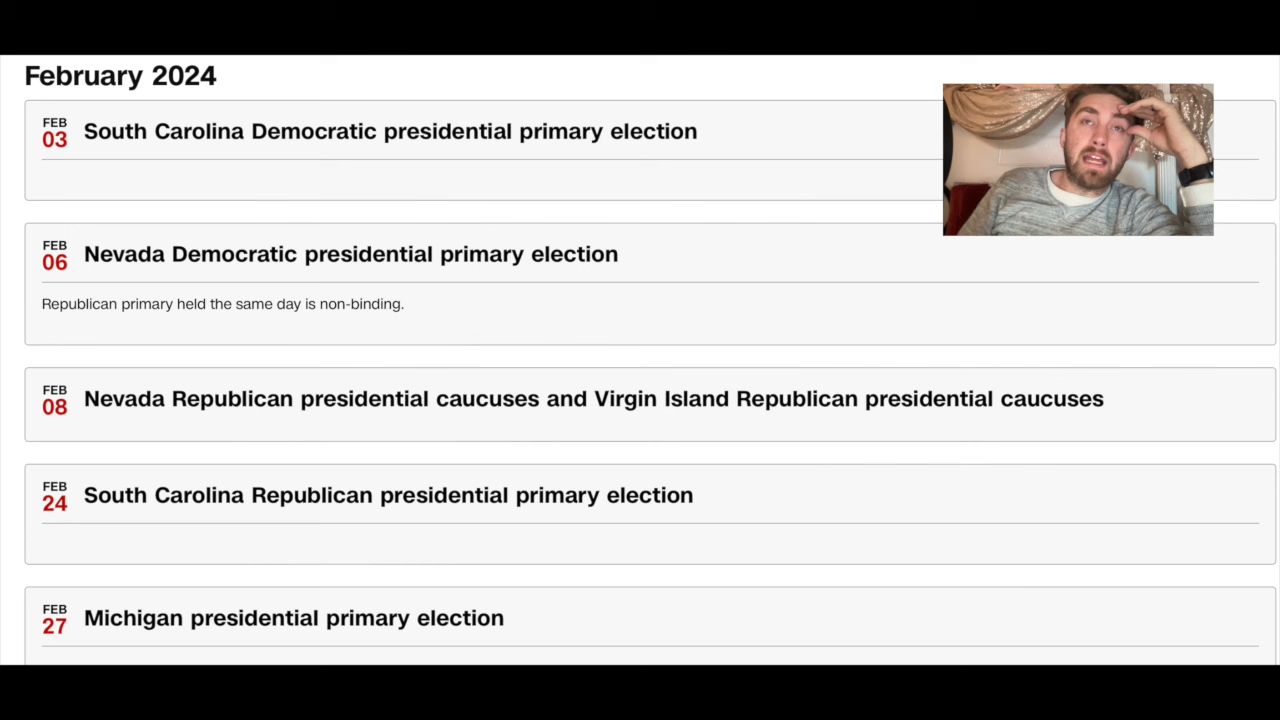 February 2024
FEB
03
South Carolina Democratic presidential primary election
FEB
06
Nevada Democratic presidential primary election
Republican primary held the same day is non-binding.
FEB
08
Nevada Republican presidential caucuses and Virgin Island Republican presidential caucuses
FEB
24
South Carolina Republican presidential primary election
FEB
27
Michigan presidential primary election